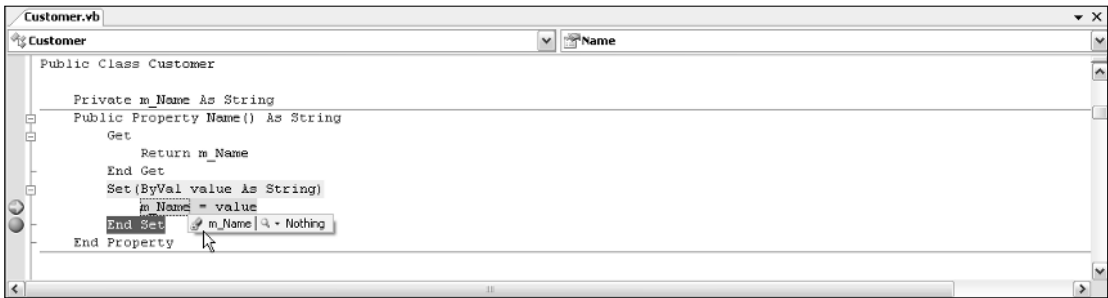 Customer.vb
Customer Name
Public Class Customer
Private m_Name As String
Public Property Name() As String
Get
Return m_Name
End Get
Set(ByVal value As String)
m_Name = value
End Set m_Name Nothing
End Property